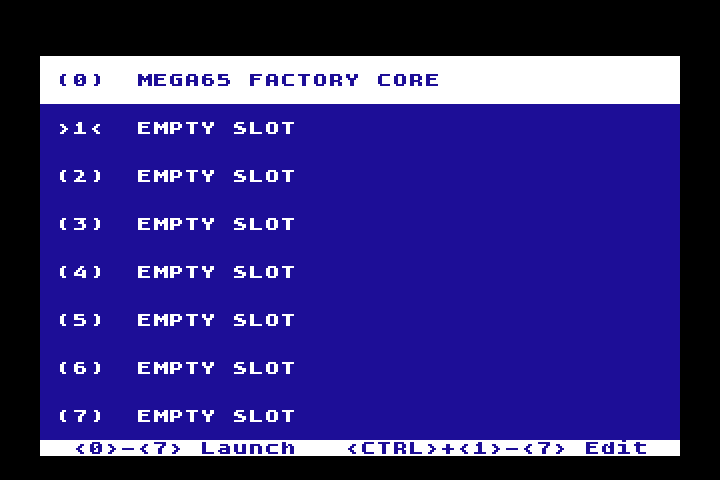 (0) MEGA65 FACTORY CORE
>1< EMPTY SLOT
(2) EMPTY SLOT
(3) EMPTY SLOT
(4) EMPTY SLOT
(5) EMPTY SLOT
(6) EMPTY SLOT
(7) EMPTY SLOT
<0>-<7> Launch <CTRL>+<1>-<7> Edit